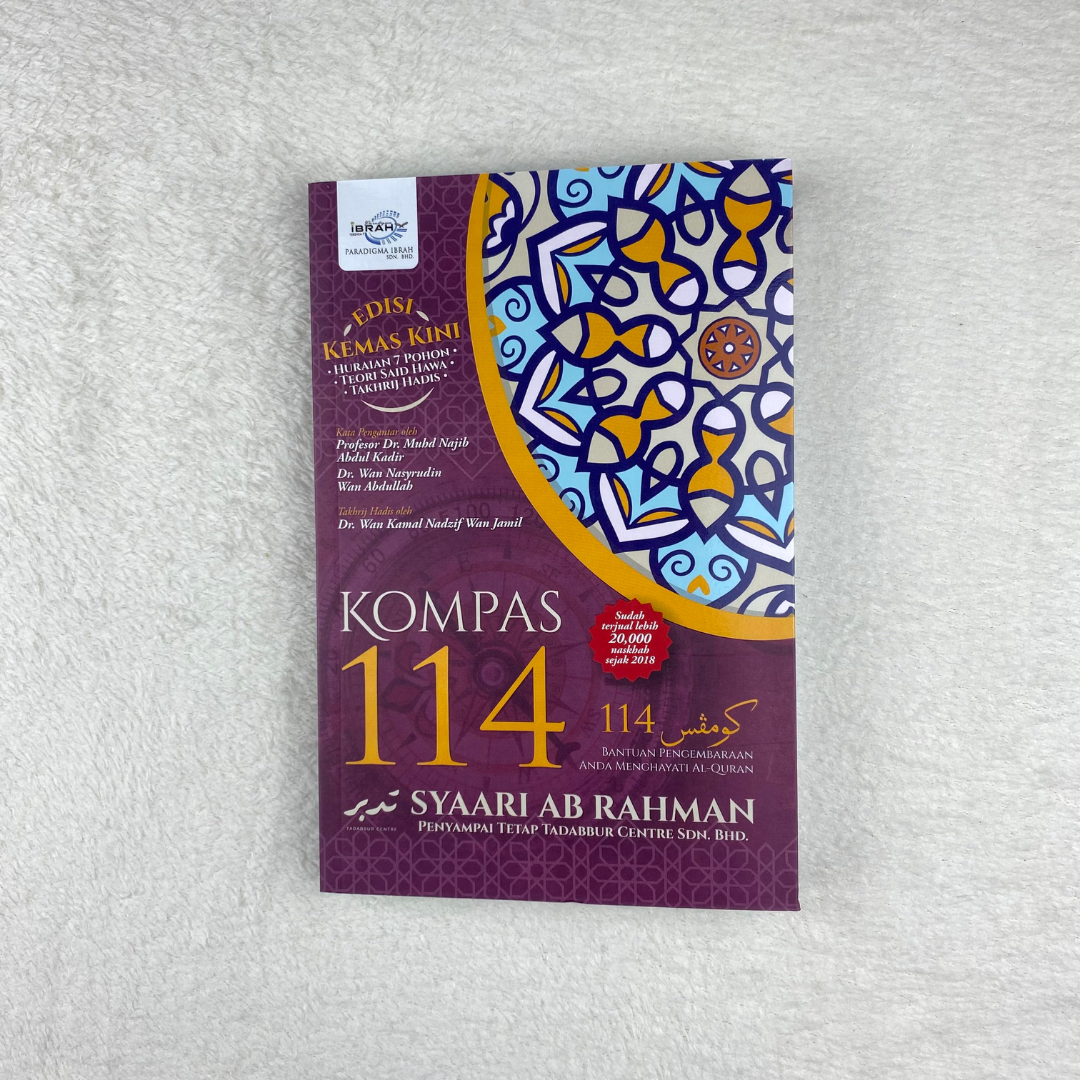 IBRAH
PARADIGMA IBRAH
SDN. BHD.
EDISI
KEMAS KINI
• HURAIAN 7 POHON •
• TEORI SAID HAWA •
• TAKHRIJ HADIS •
Kata Pengantar oleh
Profesor Dr. Muhd Najib
Abdul Kadir
Dr. Wan Nasyrudin
Wan Abdullah
Takhrij Hadis oleh
Dr. Wan Kamal Nadzif Wan Jamil
KOMPAS
114
Sudah
terjual lebih
20,000
naskhah
sejak 2018
كومڤس 114
BANTUAN PENGEMBARAAN
ANDA MENGHAYATI AL-QURAN
تدبر
TADABBUR CENTRE
SYAARI AB RAHMAN
PENYAMPAI TETAP TADABBUR CENTRE SDN. BHD.